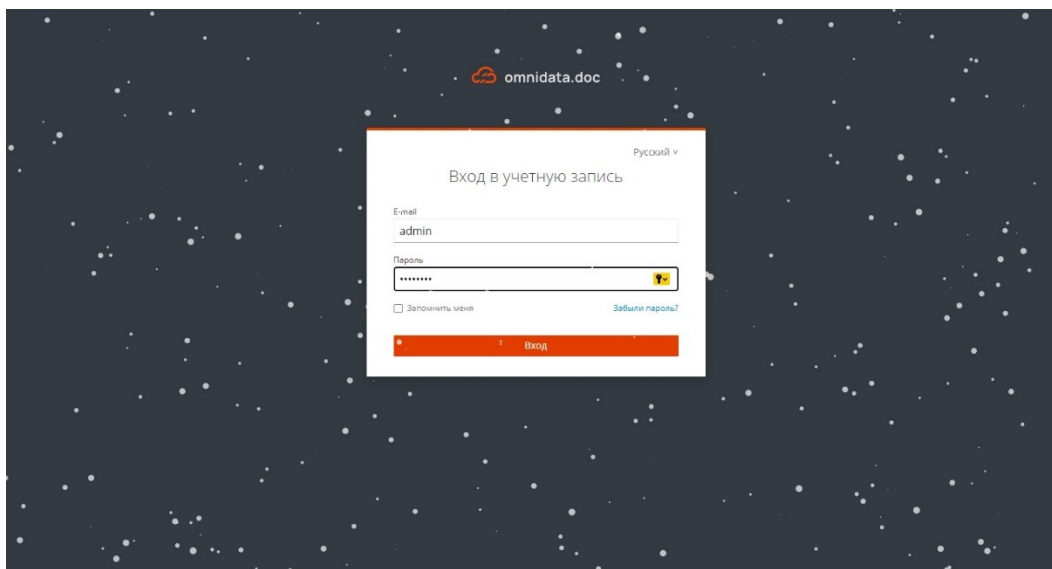 omnidata.doc
Русский
Вход в учетную запись
E-mail
admin
Пароль
••••••••
Запомнить меня
Забыли пароль?
Вход